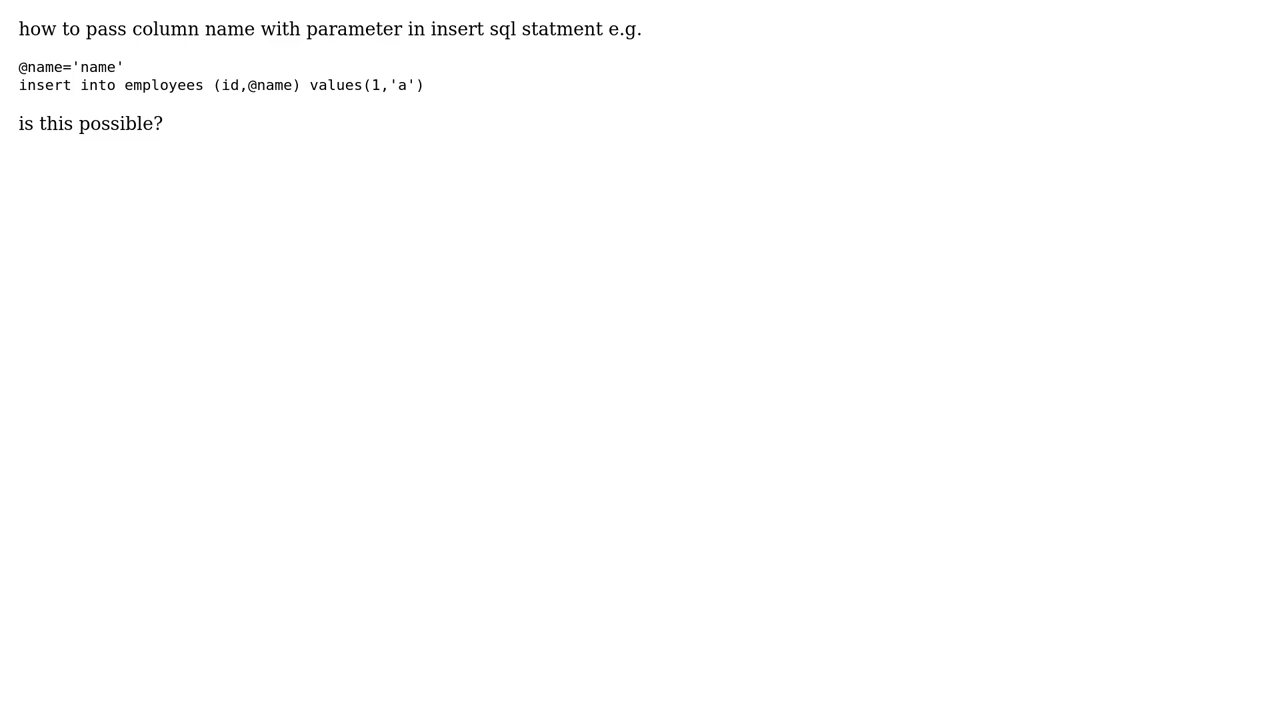 how to pass column name with parameter in insert sql statment e.g.
@name='name'
insert into employees (id,@name) values(1,'a')
is this possible?